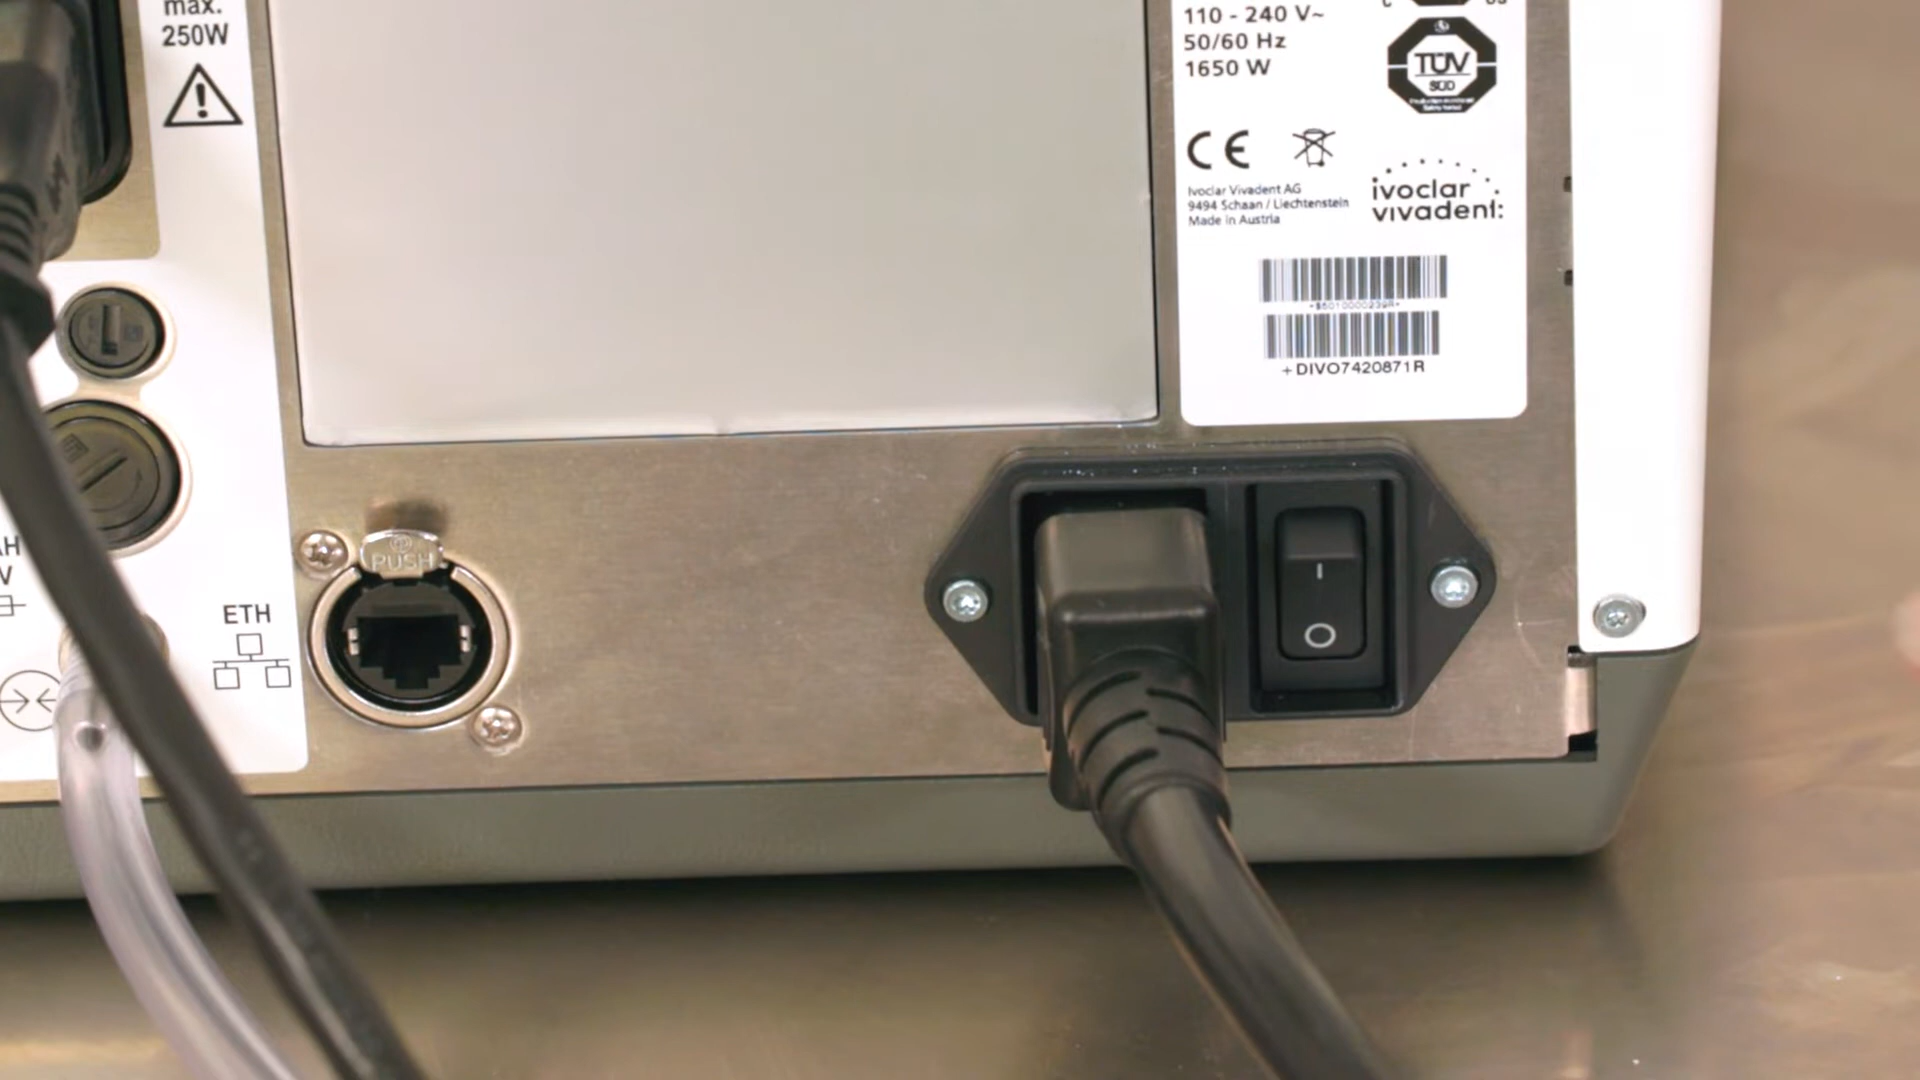 max.
250W
110 - 240 V~
50/60 Hz
1650 W
TÜV
SÜD
CE
Ivoclar Vivadent AG
9494 Schaan / Liechtenstein
Made in Austria
ivoclar
vivadent:
+DIVO7420871R
PUSH
ETH
V
I
O